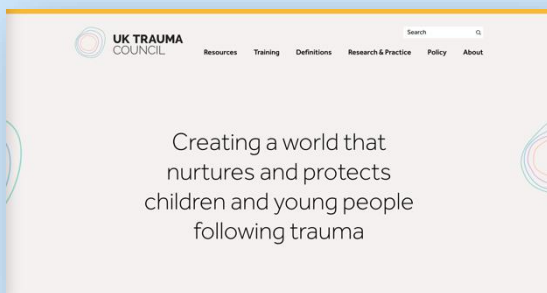 UK TRAUMA
COUNCIL
Search
Resources Training Definitions Research & Practice Policy About
Creating a world that
nurtures and protects
children and young people
following trauma